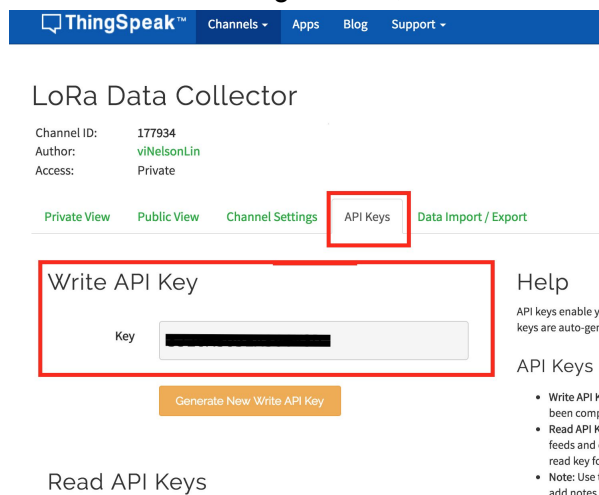 ThingSpeak™ Channels Apps Blog Support
LoRa Data Collector
Channel ID: 177934
Author: viNelsonLin
Access: Private
Private View Public View Channel Settings API Keys Data Import / Export
Write API Key
Key
Generate New Write API Key
Read API Keys
Help
API keys enable y
keys are auto-gen
API Keys
Write API K
been comp
Read API K
feeds and
read key fo
Note: Use t
add notes